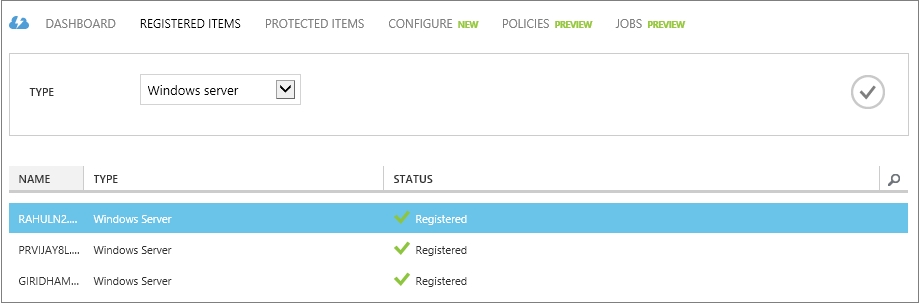 DASHBOARD REGISTERED ITEMS PROTECTED ITEMS CONFIGURE NEW POLICIES PREVIEW JOBS PREVIEW
TYPE Windows server
NAME TYPE STATUS
RAHULN2.... Windows Server Registered
PRVIJAY8L.... Windows Server Registered
GIRIDHAM... Windows Server Registered